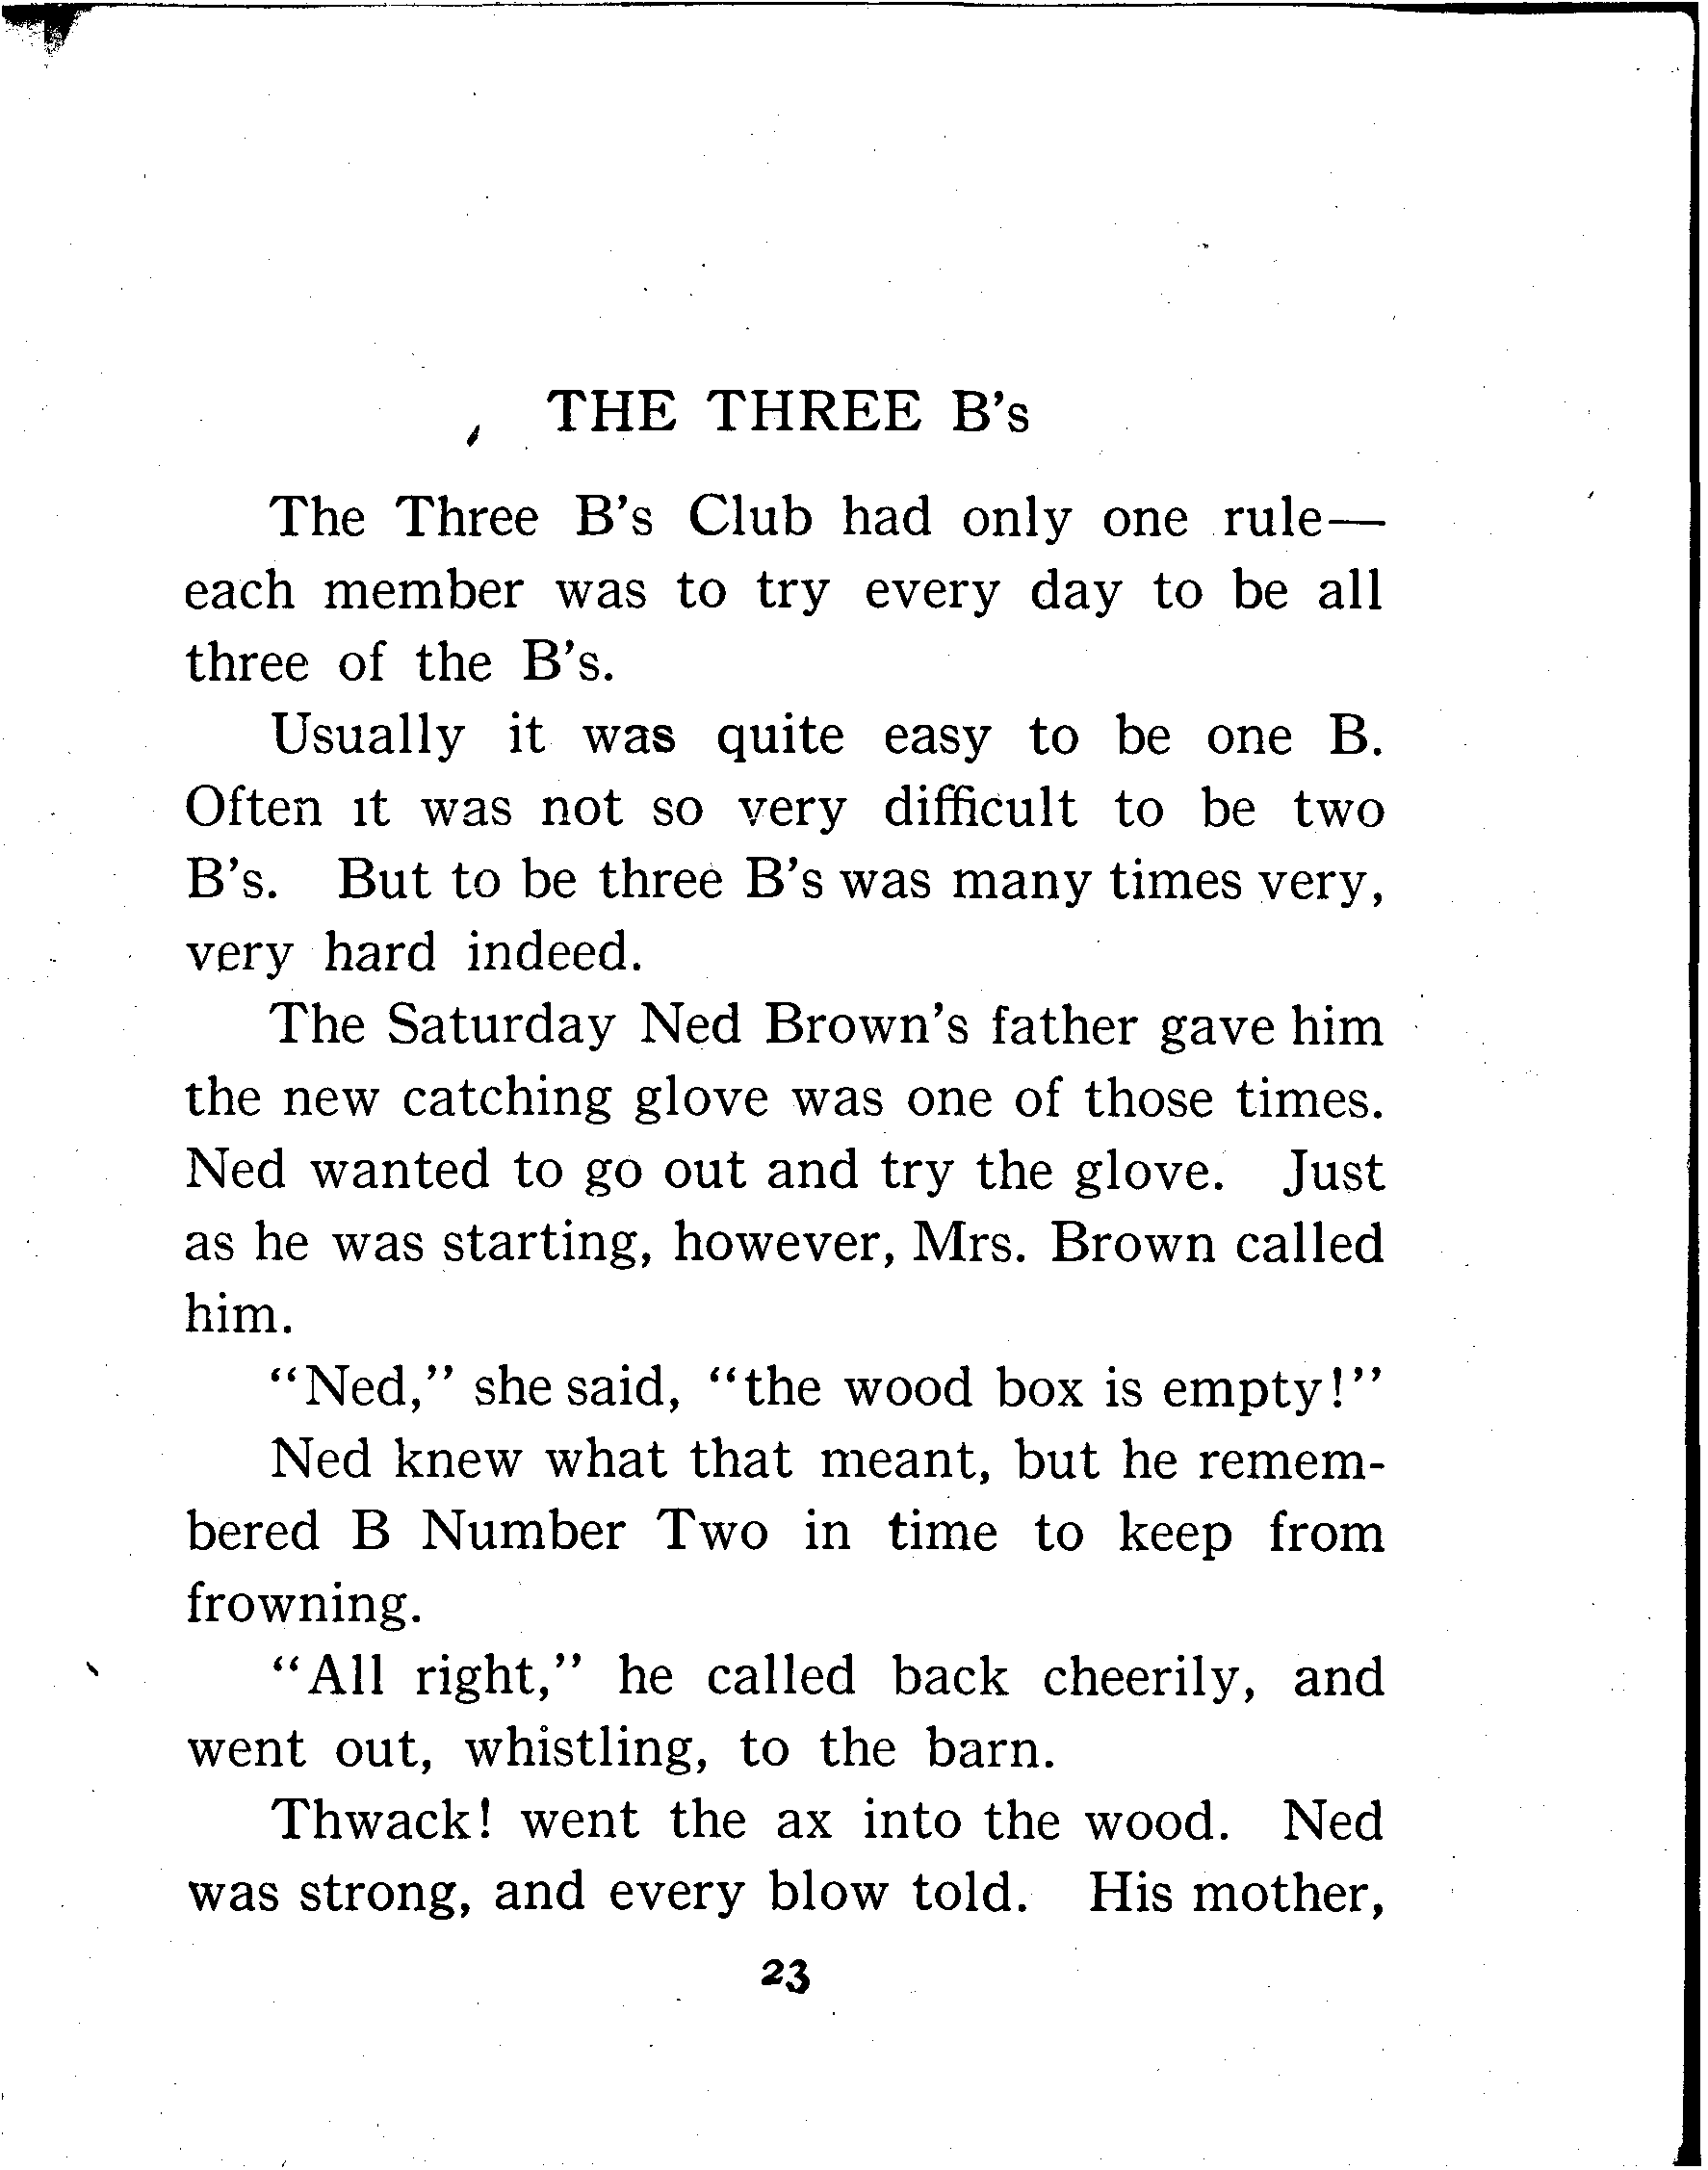 THE THREE B's
The Three B's Club had only one rule—
each member was to try every day to be all
three of the B's.
Usually it was quite easy to be one B.
Often it was not so very difficult to be two
B's. But to be three B's was many times very,
very hard indeed.
The Saturday Ned Brown's father gave him
the new catching glove was one of those times.
Ned wanted to go out and try the glove. Just
as he was starting, however, Mrs. Brown called
him.
“Ned,” she said, “the wood box is empty!”
Ned knew what that meant, but he remem-
bered B Number Two in time to keep from
frowning.
“All right,” he called back cheerily, and
went out, whistling, to the barn.
Thwack! went the ax into the wood. Ned
was strong, and every blow told. His mother,
23